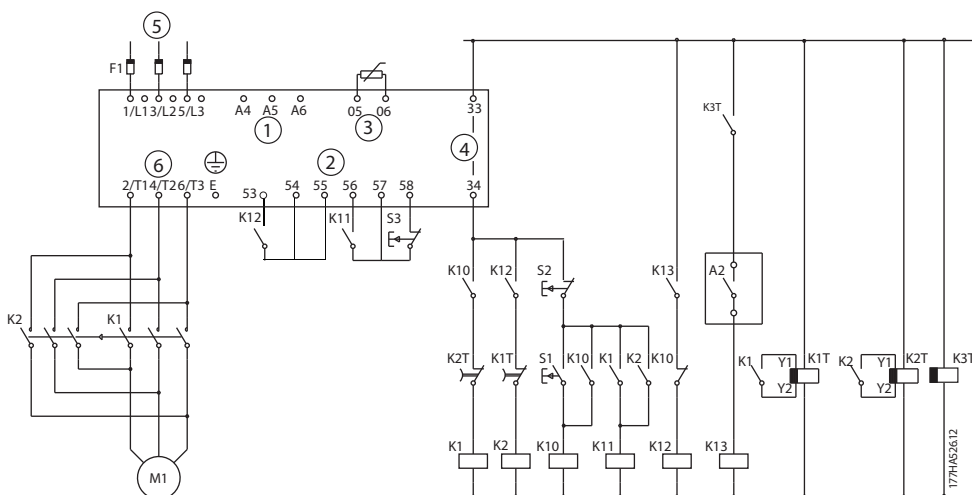 5
F1
1/L1 3/L2 5/L3 A4 A5 A6 05 06 33
1 3 4
6 2
2/T1 4/T2 6/T3 E 53 54 55 56 57 58 34
K12 K11 S3
K3T
K10 K12 S2 K13 A2
K2 K1
K2T K1T S1 K10 K1 K2 K10 K1 Y1 K1T K2 Y1 K2T K3T
Y2 Y2
K1 K2 K10 K11 K12 K13
M1
177HA526.12